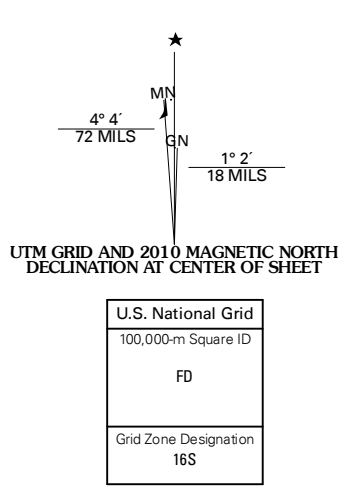 ★
MN
4° 4´
72 MILS
GN
1° 2´
18 MILS
UTM GRID AND 2010 MAGNETIC NORTH
DECLINATION AT CENTER OF SHEET
U.S. National Grid
100,000-m Square ID
FD
Grid Zone Designation
16S